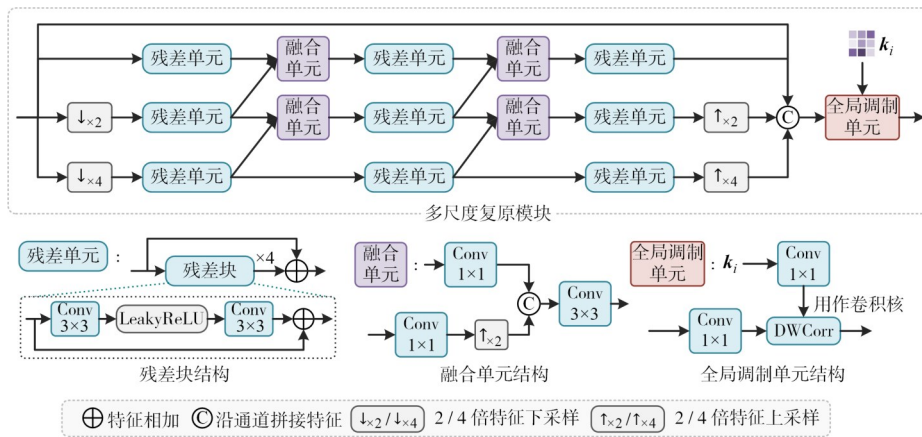 残差单元
融合
单元
残差单元
融合
单元
残差单元
k_i
↓×2
残差单元
融合
单元
残差单元
融合
单元
残差单元
↑×2
C
全局调制
单元
↓×4
残差单元
残差单元
残差单元
↑×4
多尺度复原模块
残差单元 :
残差块
×4
Conv
3×3
LeakyReLU
Conv
3×3
残差块结构
融合
单元
:
Conv
1×1
C
Conv
3×3
Conv
1×1
↑×2
融合单元结构
全局调制
单元
: k_i
Conv
1×1
用作卷积核
Conv
1×1
DWCorr
全局调制单元结构
⊕特征相加 Ⓒ沿通道拼接特征 ↓×2/↓×4 2/4 倍特征下采样 ↑×2/↑×4 2/4 倍特征上采样